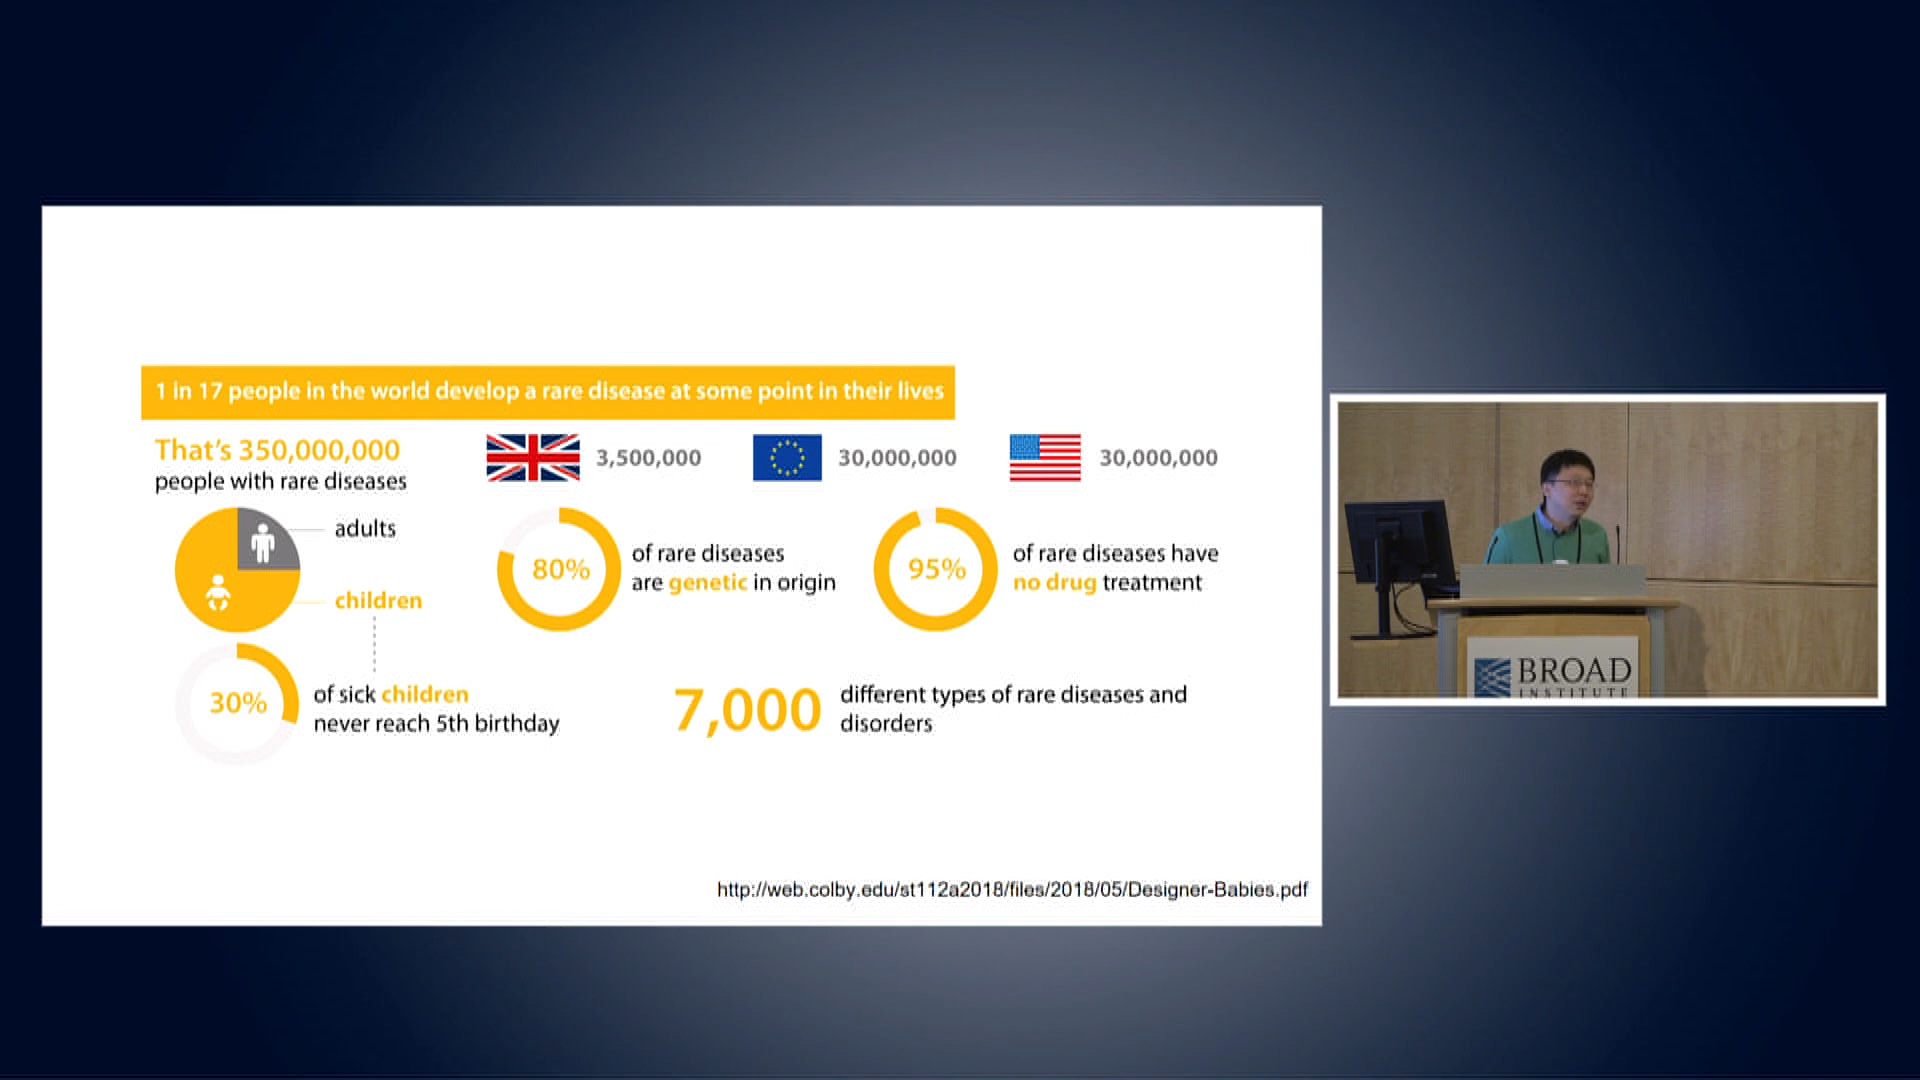 1 in 17 people in the world develop a rare disease at some point in their lives
That's 350,000,000
people with rare diseases
3,500,000
30,000,000
30,000,000
adults
children
80%
of rare diseases
are genetic in origin
95%
of rare diseases have
no drug treatment
30%
of sick children
never reach 5th birthday
7,000
different types of rare diseases and
disorders
http://web.colby.edu/st112a2018/files/2018/05/Designer-Babies.pdf
BROAD
INSTITUTE